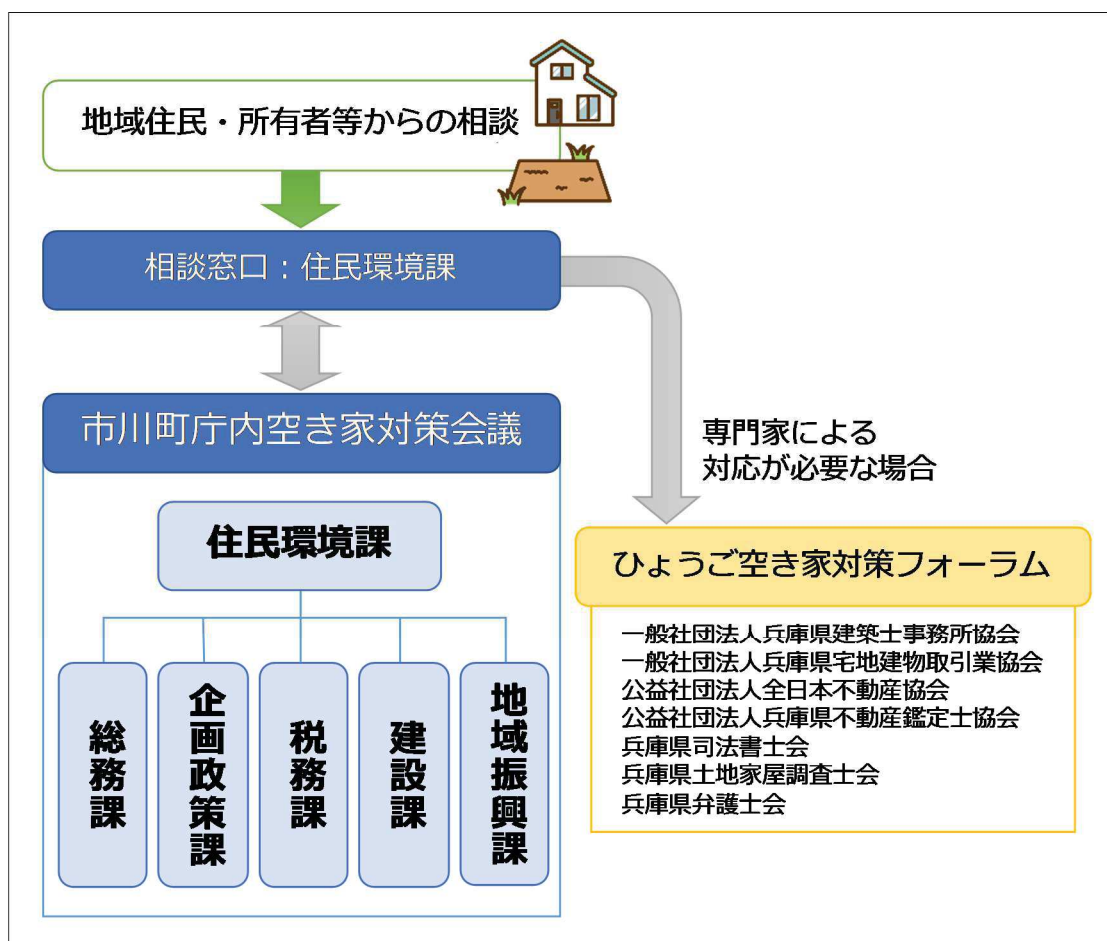 地域住民・所有者等からの相談
相談窓口：住民環境課
市川町庁内空き家対策会議
住民環境課
総務課
企画政策課
税務課
建設課
地域振興課
専門家による
対応が必要な場合
ひょうご空き家対策フォーラム
一般社団法人兵庫県建築士事務所協会
一般社団法人兵庫県宅地建物取引業協会
公益社団法人全日本不動産協会
公益社団法人兵庫県不動産鑑定士協会
兵庫県司法書士会
兵庫県土地家屋調査士会
兵庫県弁護士会